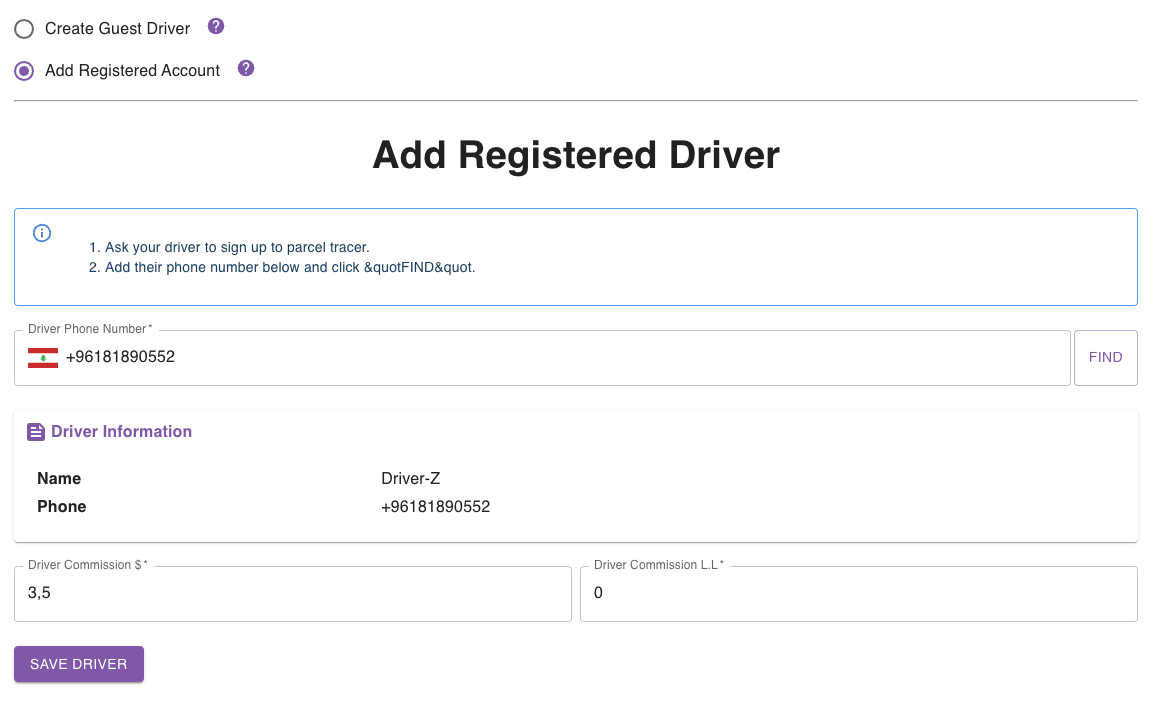 Create Guest Driver
Add Registered Account
Add Registered Driver
1. Ask your driver to sign up to parcel tracer.
2. Add their phone number below and click &quotFIND&quot.
Driver Phone Number *
+96181890552
FIND
Driver Information
Name Driver-Z
Phone +96181890552
Driver Commission $ * Driver Commission L.L *
3,5 0
SAVE DRIVER